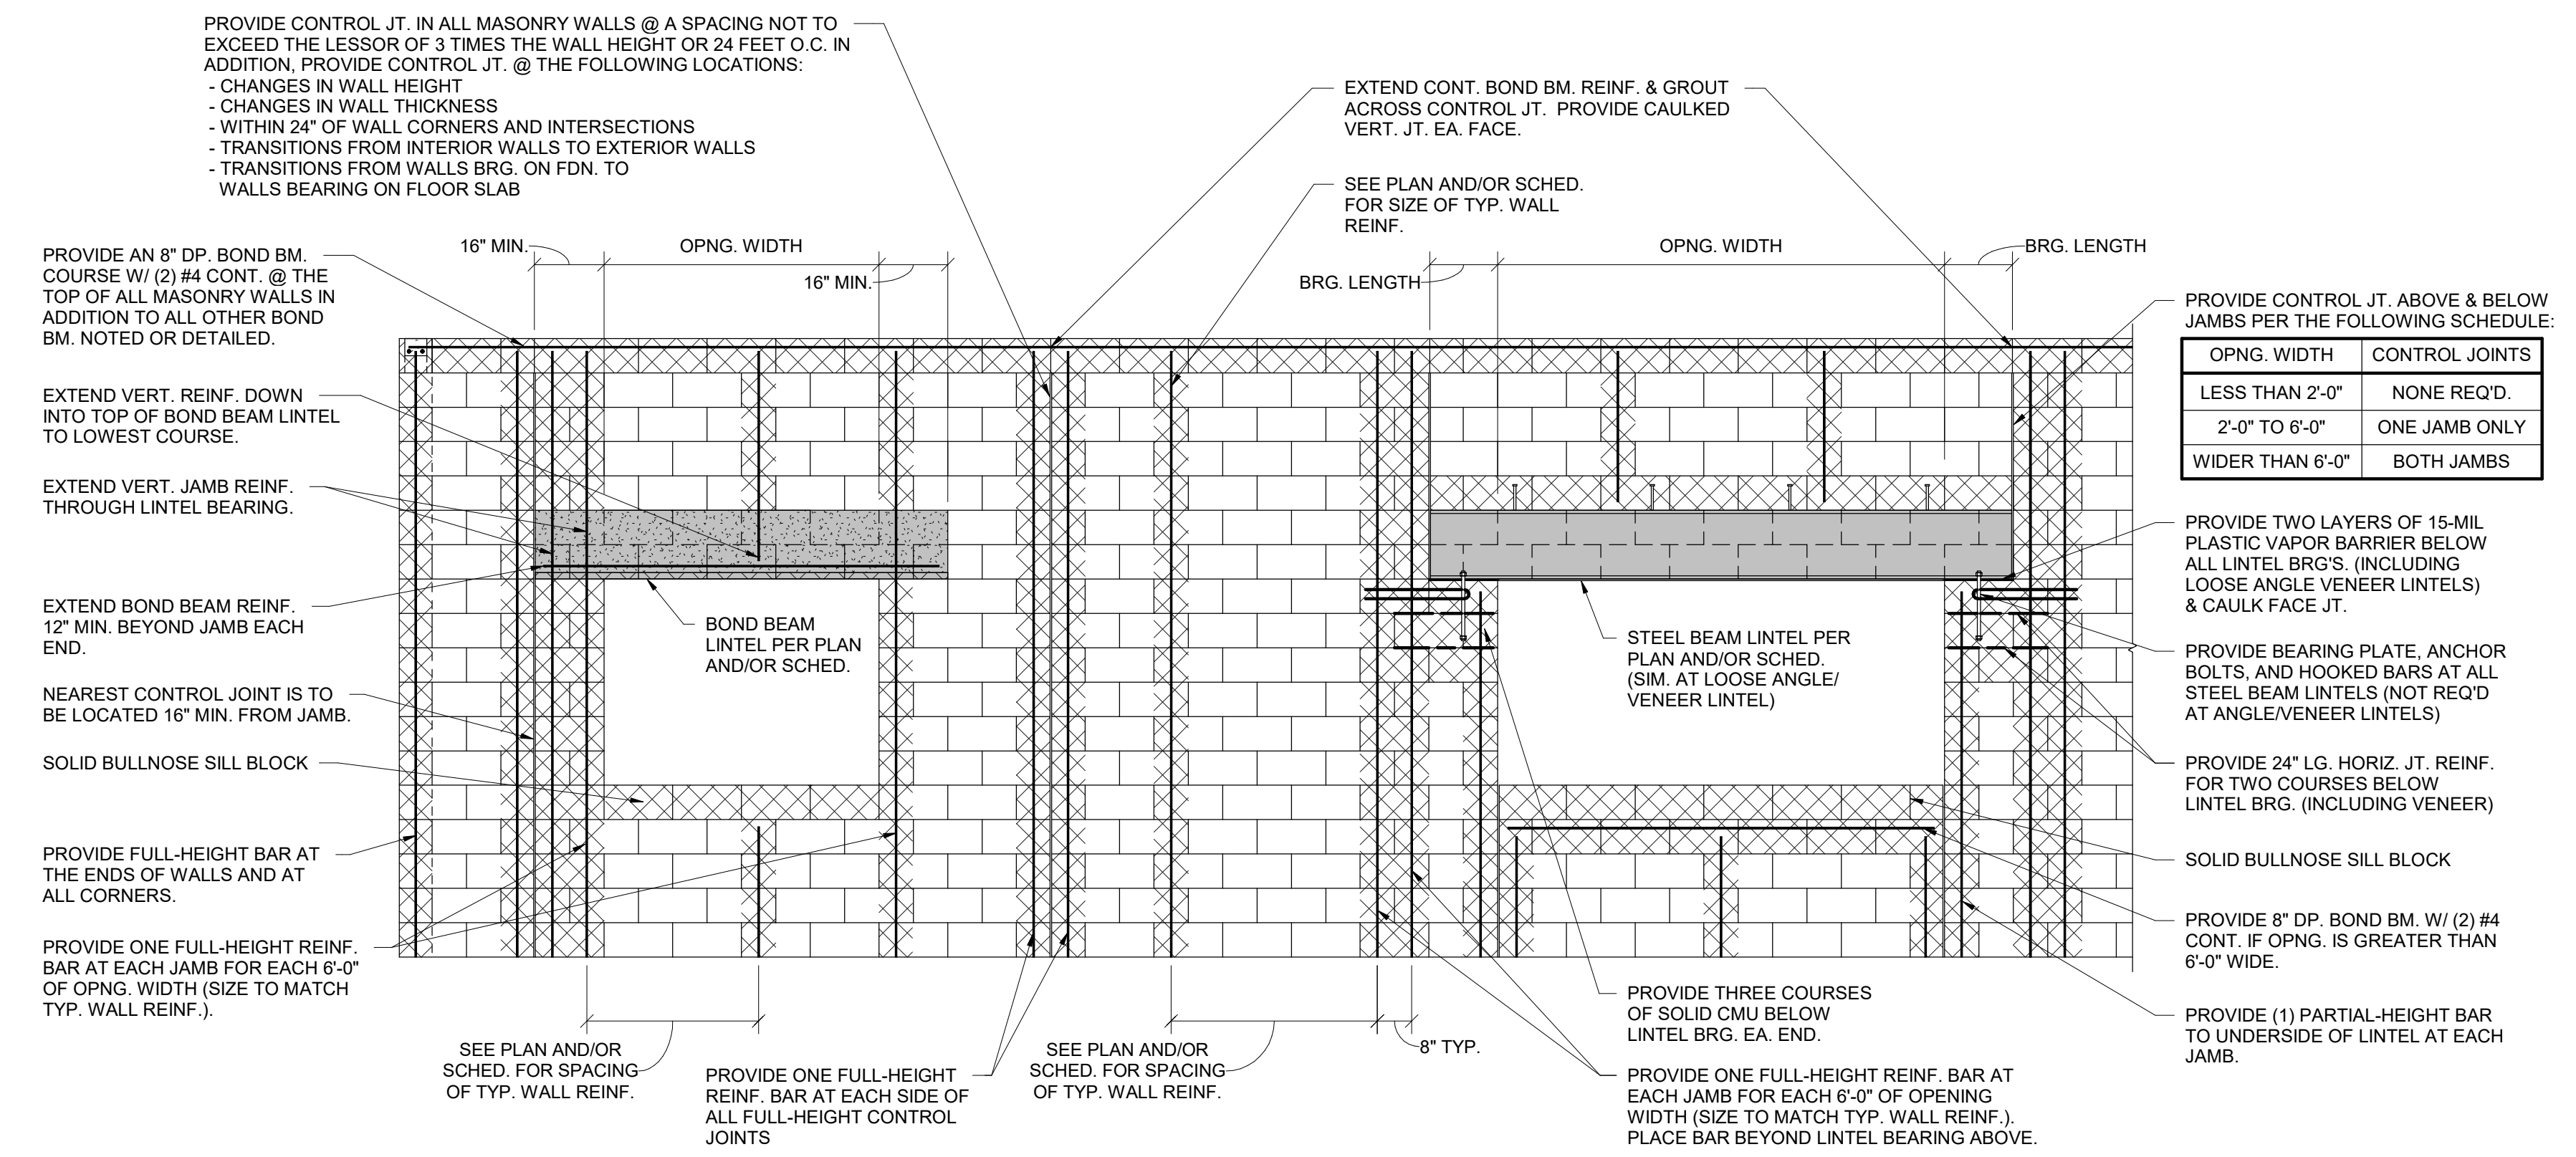 PROVIDE CONTROL JT. IN ALL MASONRY WALLS @ A SPACING NOT TO
EXCEED THE LESSOR OF 3 TIMES THE WALL HEIGHT OR 24 FEET O.C. IN
ADDITION, PROVIDE CONTROL JT. @ THE FOLLOWING LOCATIONS:
- CHANGES IN WALL HEIGHT
- CHANGES IN WALL THICKNESS
- WITHIN 24" OF WALL CORNERS AND INTERSECTIONS
- TRANSITIONS FROM INTERIOR WALLS TO EXTERIOR WALLS
- TRANSITIONS FROM WALLS BRG. ON FDN. TO
WALLS BEARING ON FLOOR SLAB
EXTEND CONT. BOND BM. REINF. & GROUT
ACROSS CONTROL JT. PROVIDE CAULKED
VERT. JT. EA. FACE.
SEE PLAN AND/OR SCHED.
FOR SIZE OF TYP. WALL
REINF.
16" MIN.
OPNG. WIDTH
16" MIN.
BRG. LENGTH
OPNG. WIDTH
BRG. LENGTH
PROVIDE AN 8" DP. BOND BM.
COURSE W/ (2) #4 CONT. @ THE
TOP OF ALL MASONRY WALLS IN
ADDITION TO ALL OTHER BOND
BM. NOTED OR DETAILED.
EXTEND VERT. REINF. DOWN
INTO TOP OF BOND BEAM LINTEL
TO LOWEST COURSE.
EXTEND VERT. JAMB REINF.
THROUGH LINTEL BEARING.
EXTEND BOND BEAM REINF.
12" MIN. BEYOND JAMB EACH
END.
NEAREST CONTROL JOINT IS TO
BE LOCATED 16" MIN. FROM JAMB.
SOLID BULLNOSE SILL BLOCK
PROVIDE FULL-HEIGHT BAR AT
THE ENDS OF WALLS AND AT
ALL CORNERS.
PROVIDE ONE FULL-HEIGHT REINF.
BAR AT EACH JAMB FOR EACH 6'-0"
OF OPNG. WIDTH (SIZE TO MATCH
TYP. WALL REINF.).
BOND BEAM
LINTEL PER PLAN
AND/OR SCHED.
STEEL BEAM LINTEL PER
PLAN AND/OR SCHED.
(SIM. AT LOOSE ANGLE/
VENEER LINTEL)
SEE PLAN AND/OR
SCHED. FOR SPACING
OF TYP. WALL REINF.
PROVIDE ONE FULL-HEIGHT
REINF. BAR AT EACH SIDE OF
ALL FULL-HEIGHT CONTROL
JOINTS
SEE PLAN AND/OR
SCHED. FOR SPACING
OF TYP. WALL REINF.
8" TYP.
PROVIDE THREE COURSES
OF SOLID CMU BELOW
LINTEL BRG. EA. END.
PROVIDE ONE FULL-HEIGHT REINF. BAR AT
EACH JAMB FOR EACH 6'-0" OF OPENING
WIDTH (SIZE TO MATCH TYP. WALL REINF.).
PLACE BAR BEYOND LINTEL BEARING ABOVE.
PROVIDE CONTROL JT. ABOVE & BELOW
JAMBS PER THE FOLLOWING SCHEDULE:
OPNG. WIDTH CONTROL JOINTS
LESS THAN 2'-0" NONE REQ'D.
2'-0" TO 6'-0" ONE JAMB ONLY
WIDER THAN 6'-0" BOTH JAMBS
PROVIDE TWO LAYERS OF 15-MIL
PLASTIC VAPOR BARRIER BELOW
ALL LINTEL BRG'S. (INCLUDING
LOOSE ANGLE VENEER LINTELS)
& CAULK FACE JT.
PROVIDE BEARING PLATE, ANCHOR
BOLTS, AND HOOKED BARS AT ALL
STEEL BEAM LINTELS (NOT REQ'D
AT ANGLE/VENEER LINTELS)
PROVIDE 24" LG. HORIZ. JT. REINF.
FOR TWO COURSES BELOW
LINTEL BRG. (INCLUDING VENEER)
SOLID BULLNOSE SILL BLOCK
PROVIDE 8" DP. BOND BM. W/ (2) #4
CONT. IF OPNG. IS GREATER THAN
6'-0" WIDE.
PROVIDE (1) PARTIAL-HEIGHT BAR
TO UNDERSIDE OF LINTEL AT EACH
JAMB.